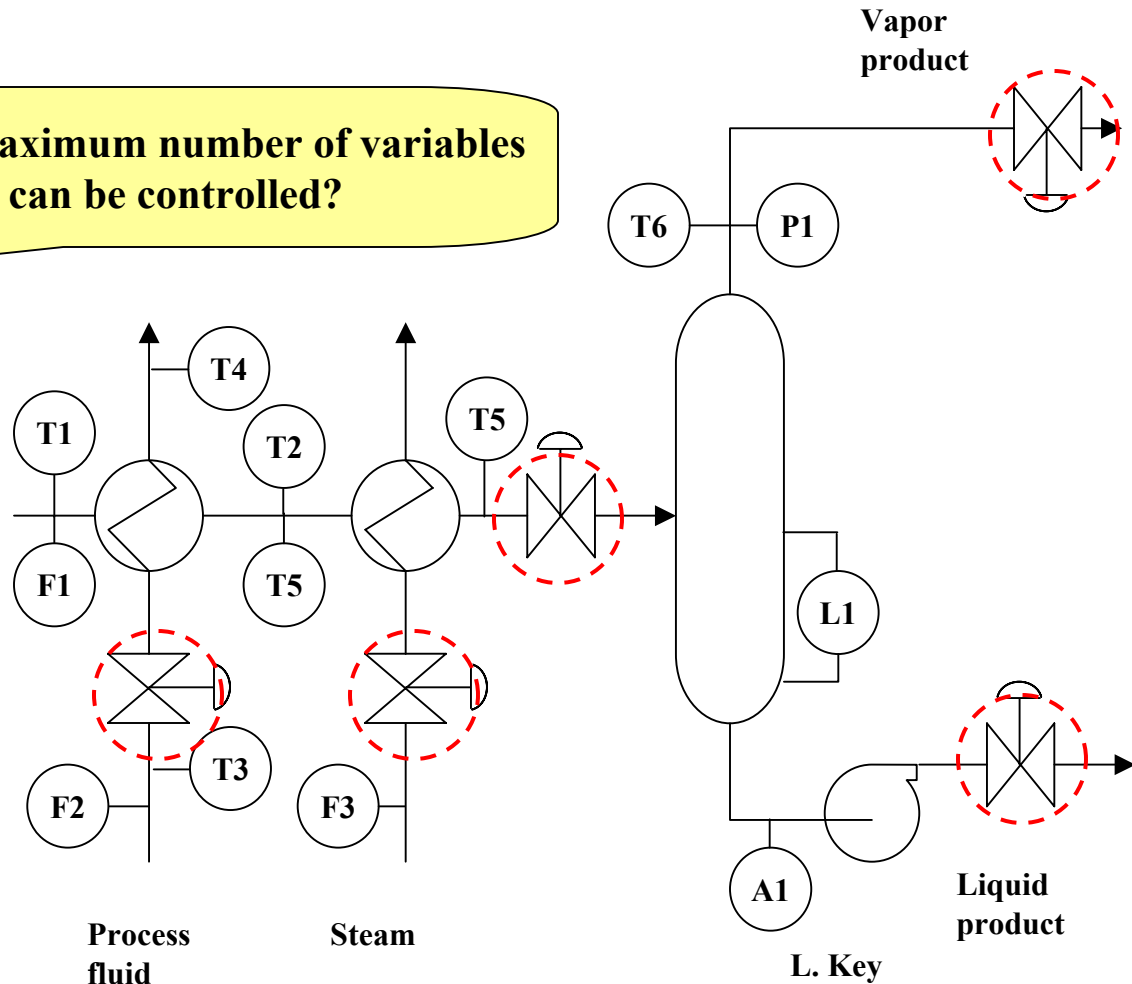 Vapor
product
aximum number of variables
can be controlled?
T6
P1
T4
T1
T2
T5
F1
T5
L1
T3
F2
F3
A1
Process
fluid
Steam
Liquid
product
L. Key